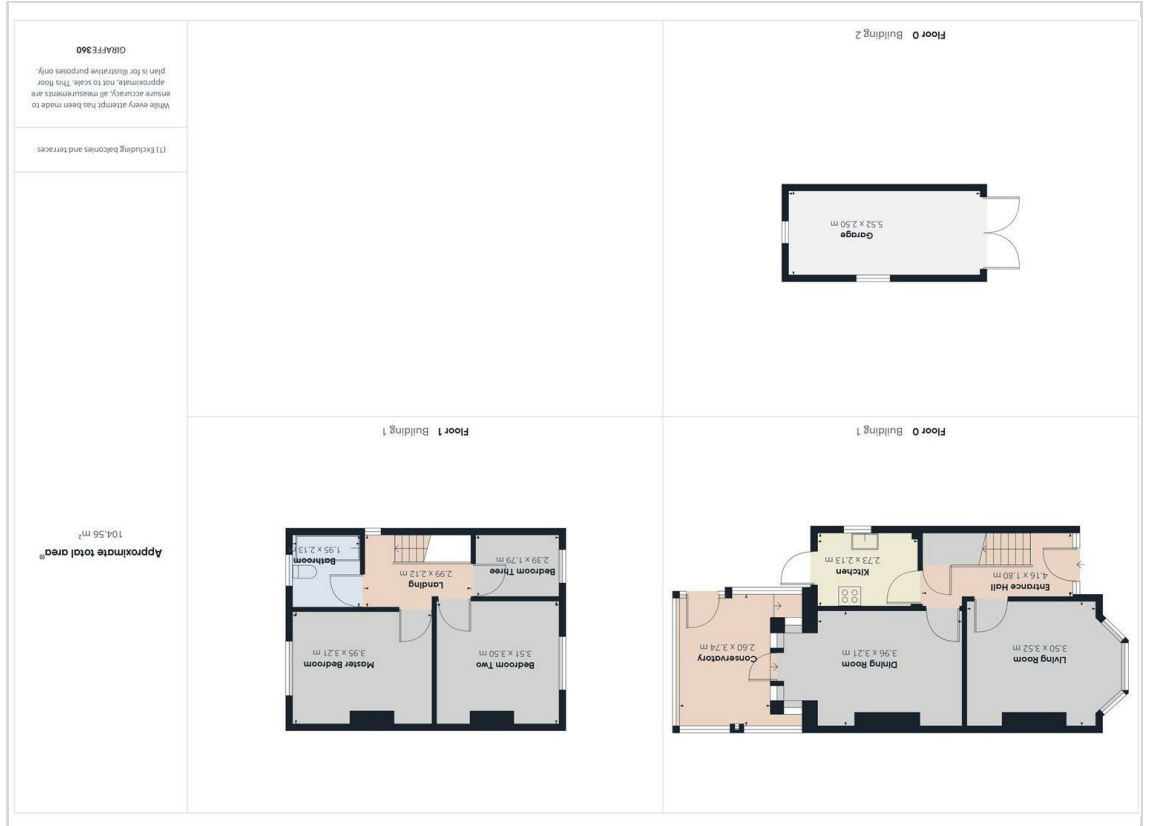 Living Room
3.50 x 3.52 m
Dining Room
3.96 x 3.21 m
Conservatory
2.60 x 3.74 m
Entrance Hall
4.16 x 1.80 m
Kitchen
2.73 x 2.13 m
Floor 0 Building 1
Bedroom Two
3.51 x 3.50 m
Master Bedroom
3.95 x 3.21 m
Bedroom Three
2.39 x 1.79 m
Landing
2.99 x 2.12 m
Bathroom
1.95 x 2.13 m
Floor 1 Building 1
Garage
5.52 x 2.50 m
Floor 0 Building 2
Approximate total area(1)
104.56 m²
(1) Excluding balconies and terraces
While every attempt has been made to
ensure accuracy, all measurements are
approximate, not to scale. This floor
plan is for illustrative purposes only.
GIRAFFE360